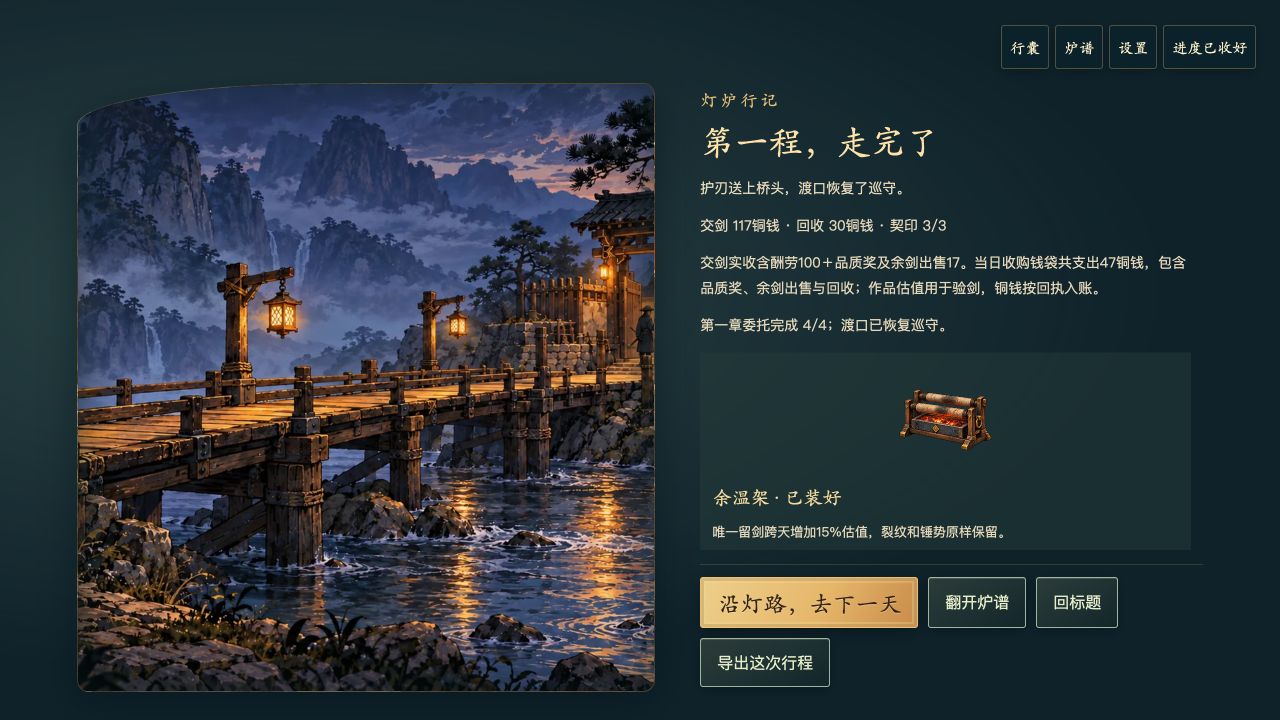 行囊
炉谱
设置
进度已收好
灯炉行记
第一程，走完了
护刃送上桥头，渡口恢复了巡守。
交剑 117铜钱 · 回收 30铜钱 · 契印 3/3
交剑实收含酬劳100＋品质奖及余剑出售17。当日收购钱袋共支出47铜钱，包含
品质奖、余剑出售与回收；作品估值用于验剑，铜钱按回执入账。
第一章委托完成 4/4；渡口已恢复巡守。
余温架 · 已装好
唯一留剑跨天增加15%估值，裂纹和锤势原样保留。
沿灯路，去下一天
翻开炉谱
回标题
导出这次行程